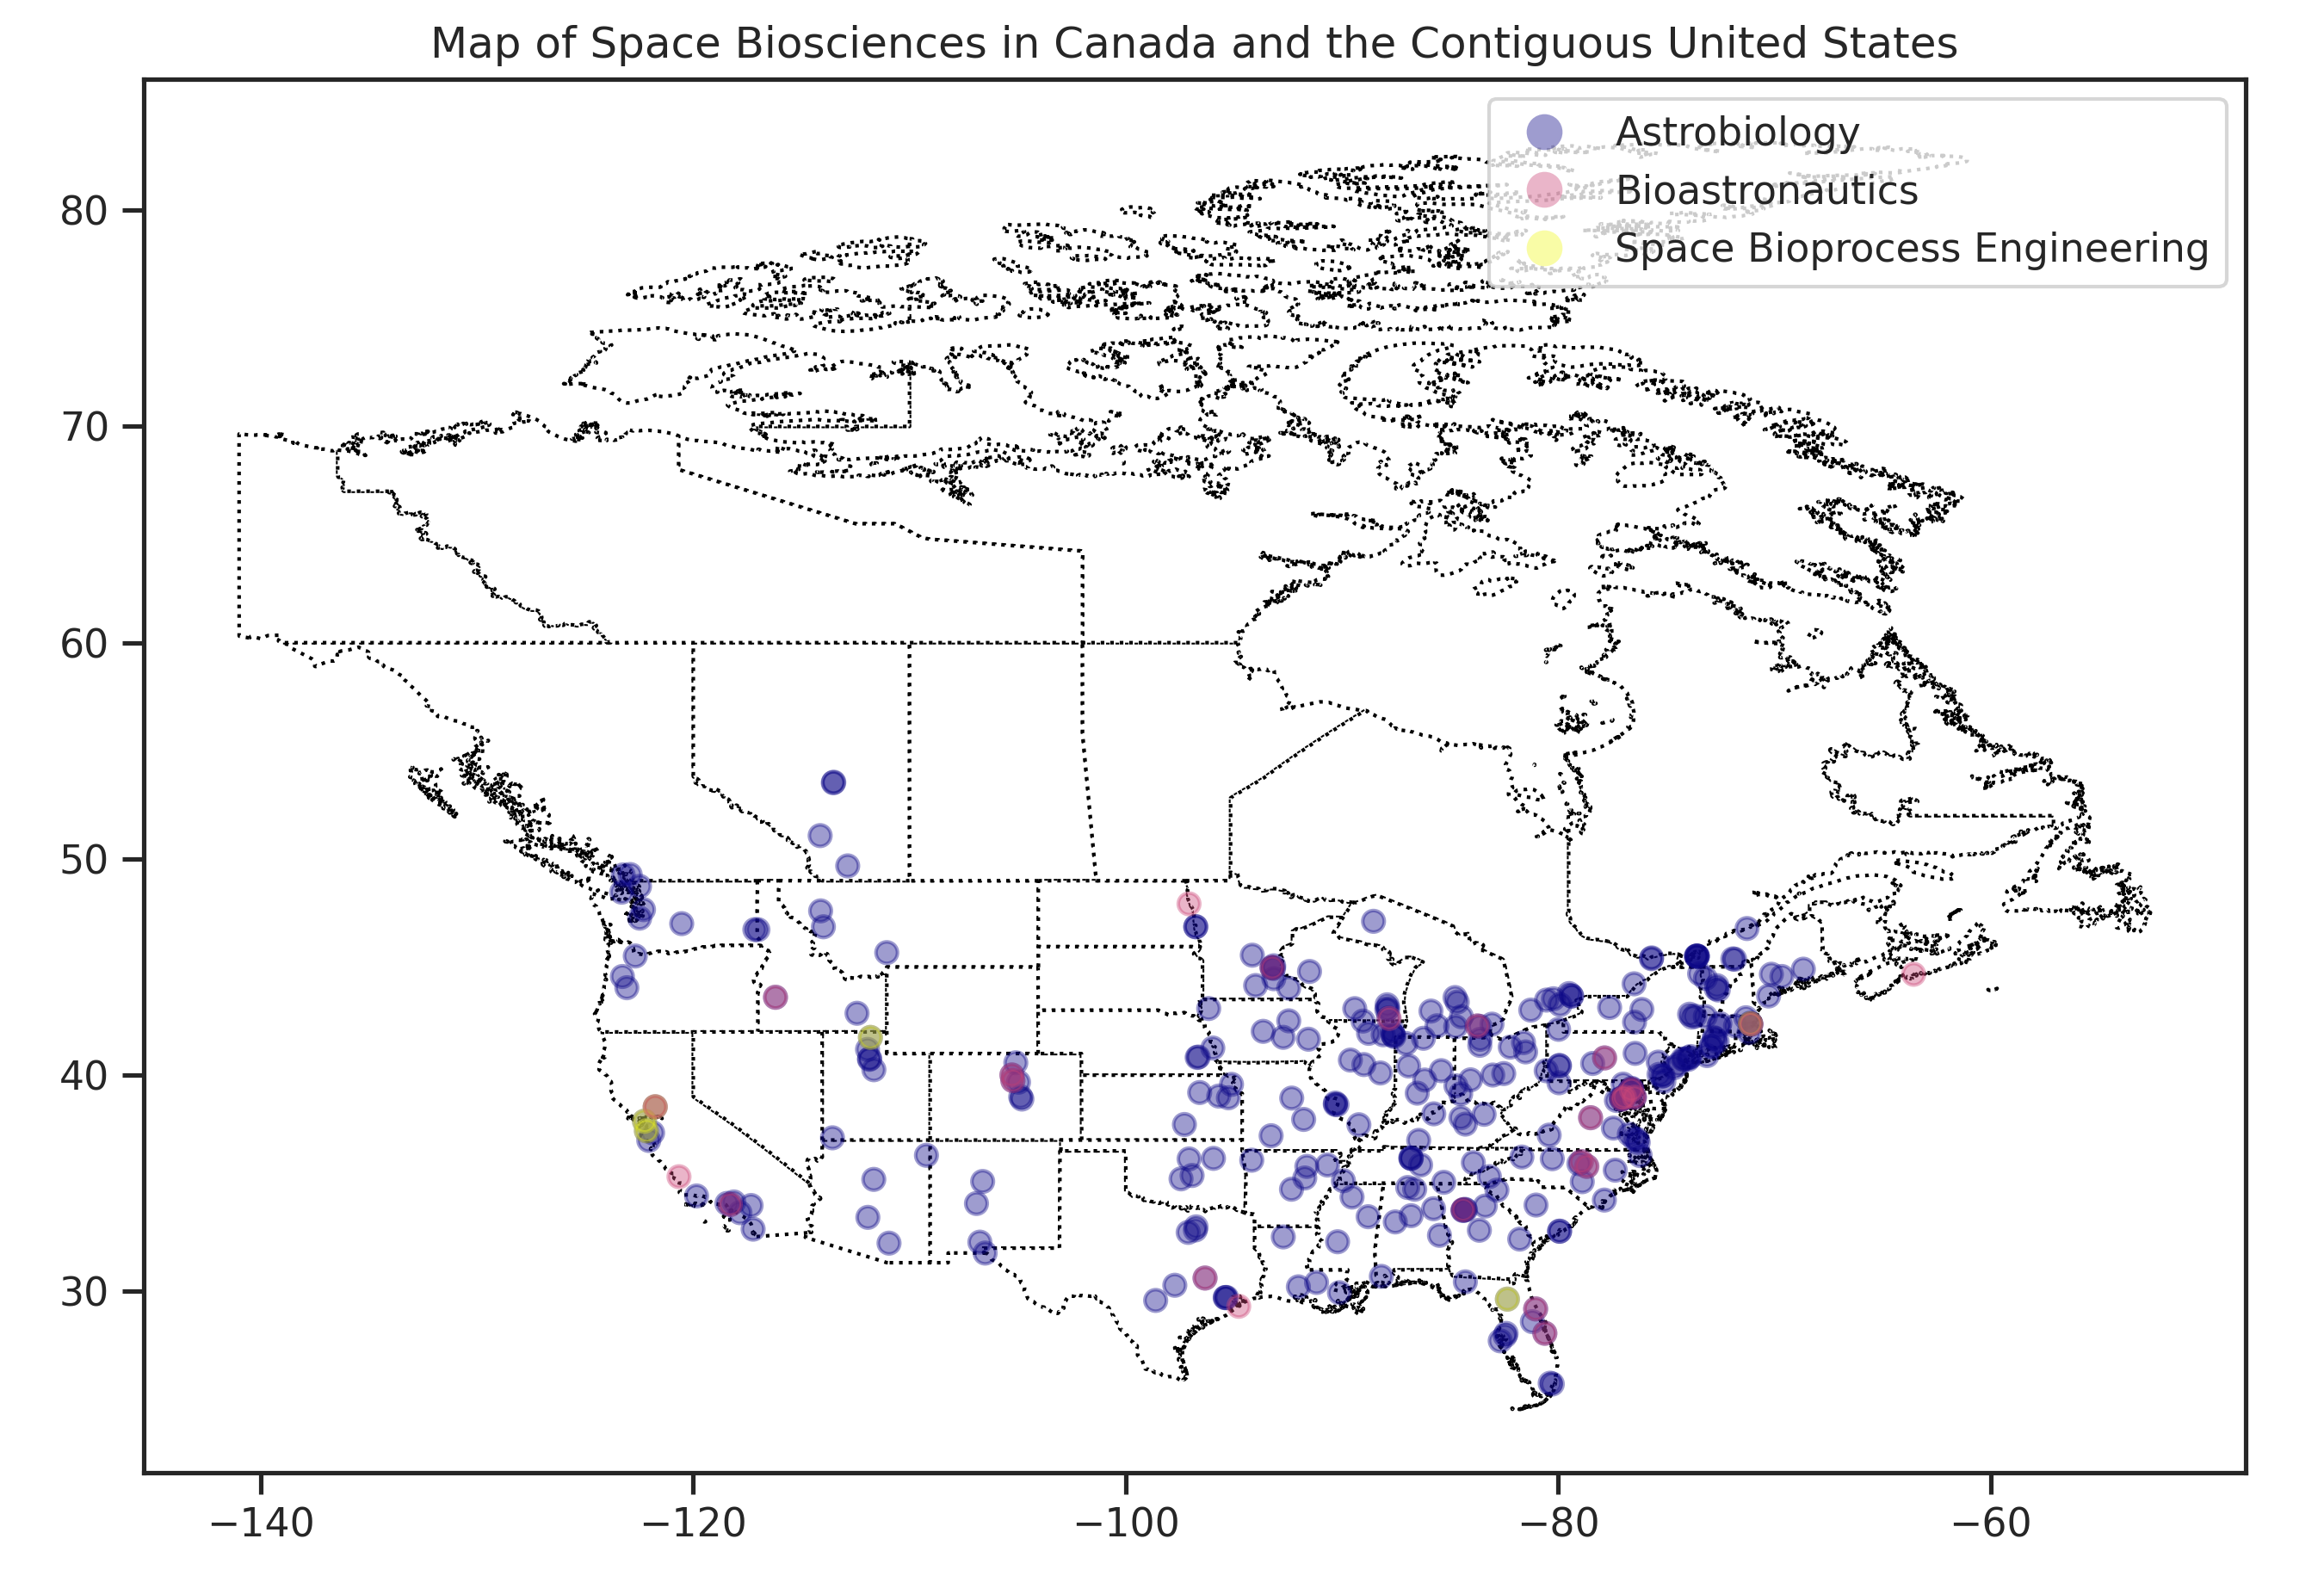 Map of Space Biosciences in Canada and the Contiguous United States
Astrobiology
Bioastronautics
Space Bioprocess Engineering
80
70
60
50
40
30
−140
−120
−100
−80
−60